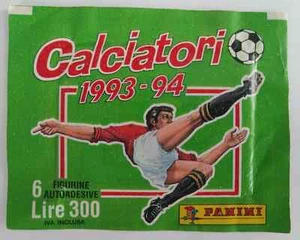 Calciatori
1993-94
6 FIGURINE
AUTOADESIVE
Lire 300
IVA INCLUSA
PANINI